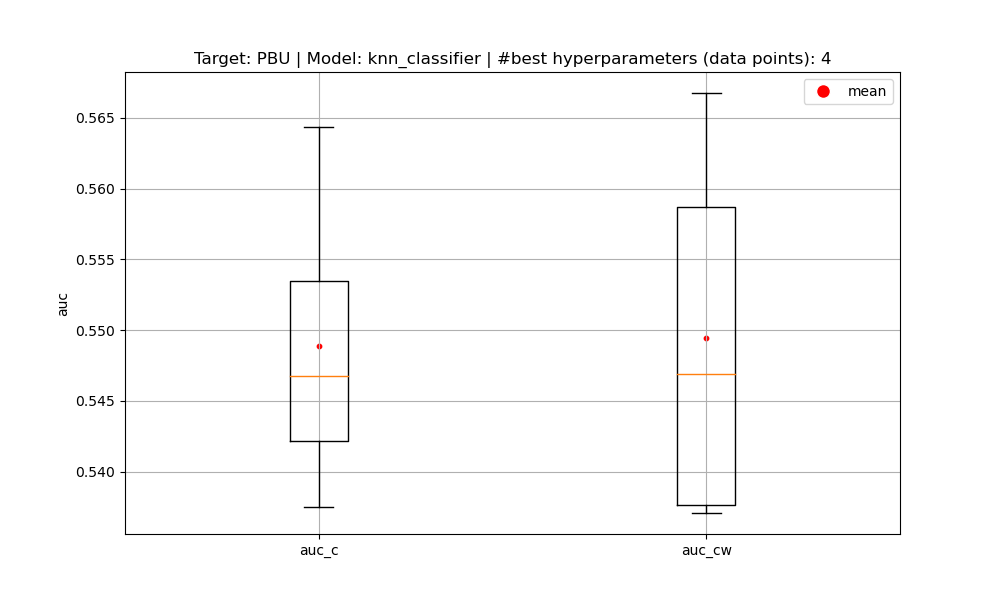 Target: PBU | Model: knn_classifier | #best hyperparameters (data points): 4
mean
0.565
0.560
0.555
0.550
0.545
0.540
auc
auc_c
auc_cw